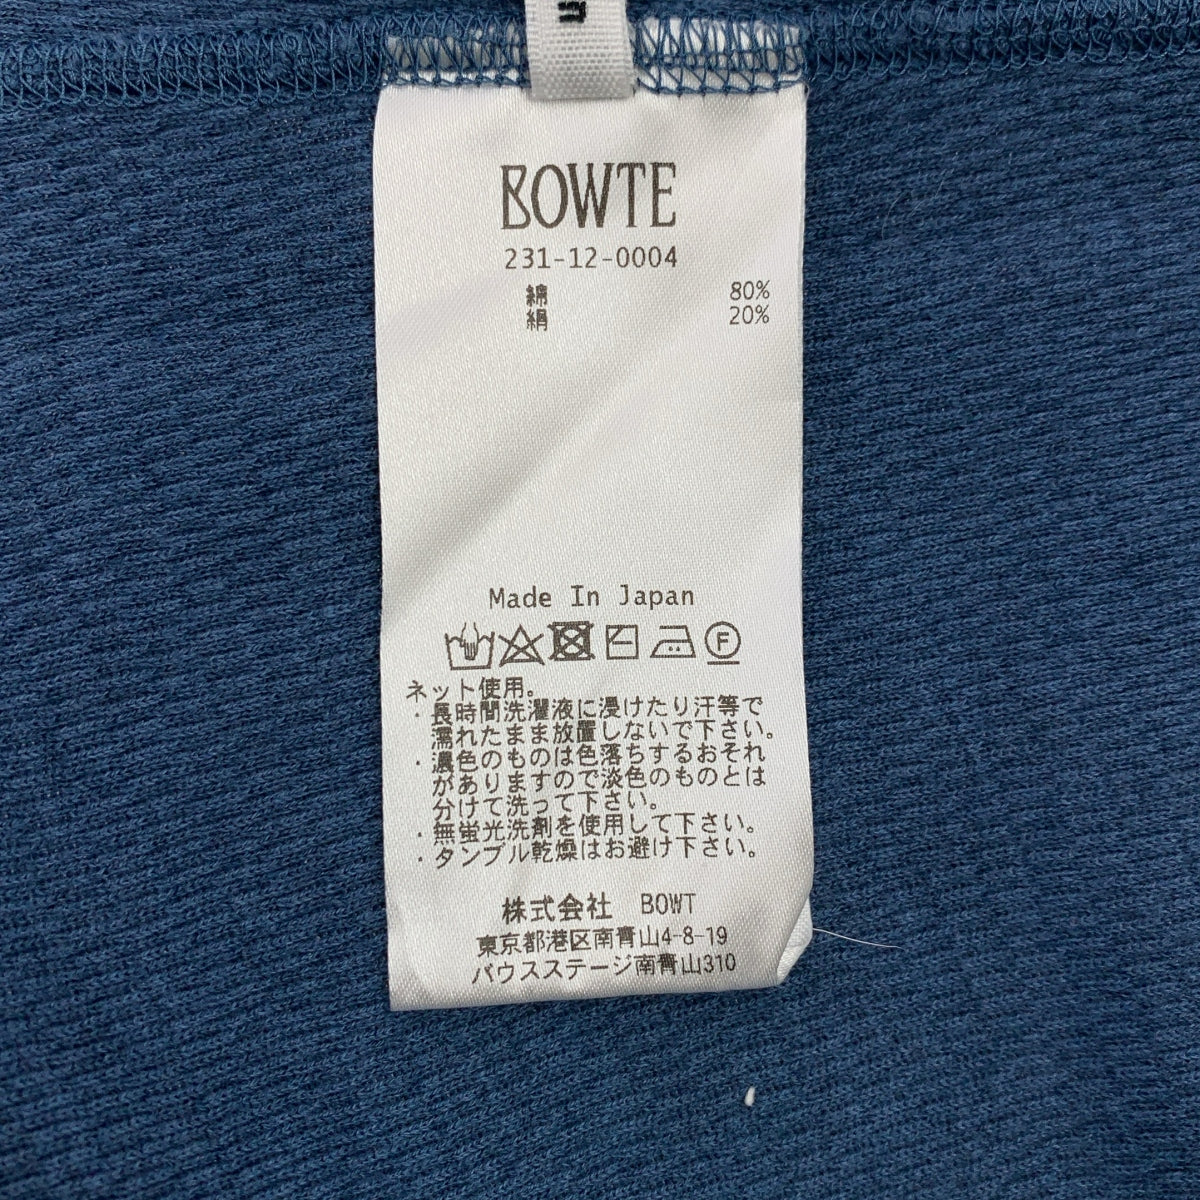 BOWTE
231-12-0004
綿 80%
絹 20%
Made In Japan
F
ネット使用。
・長時間洗濯液に浸けたり汗等で
濡れたまま放置しないで下さい。
・濃色のものは色落ちするおそれ
がありますので淡色のものとは
分けて洗って下さい。
・無蛍光洗剤を使用して下さい。
・タンブル乾燥はお避け下さい。
株式会社 BOWT
東京都港区南青山4-8-19
バウスステージ南青山310